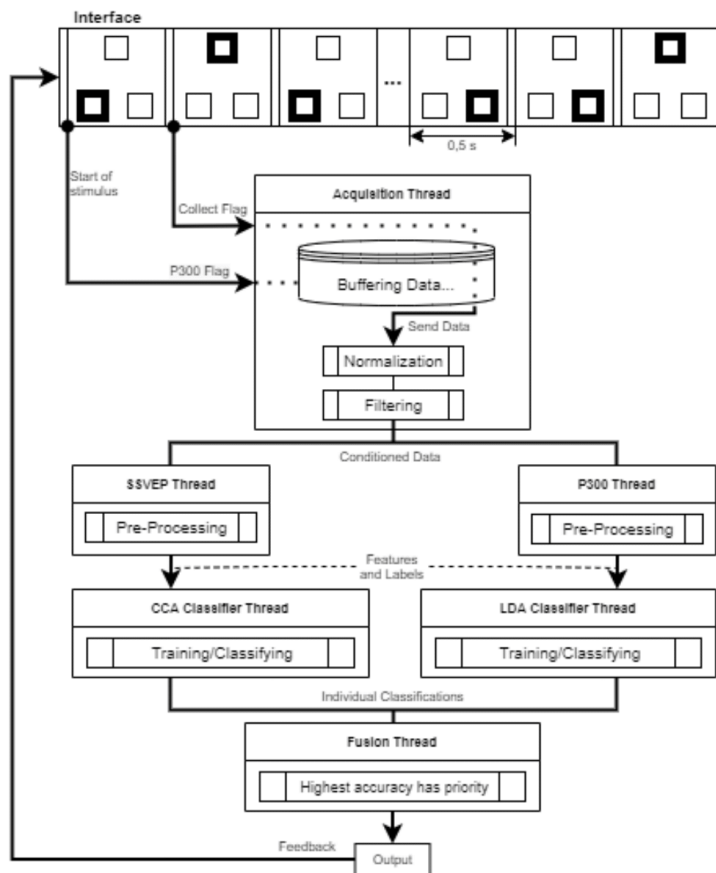 Interface
...
0,5 s
Start of
stimulus
Collect Flag
Acquisition Thread
P300 Flag
Buffering Data...
Send Data
Normalization
Filtering
Conditioned Data
SSVEP Thread
P300 Thread
Pre-Processing
Pre-Processing
Features
and Labels
CCA Classifier Thread
LDA Classifier Thread
Training/Classifying
Training/Classifying
Individual Classifications
Fusion Thread
Highest accuracy has priority
Feedback
Output